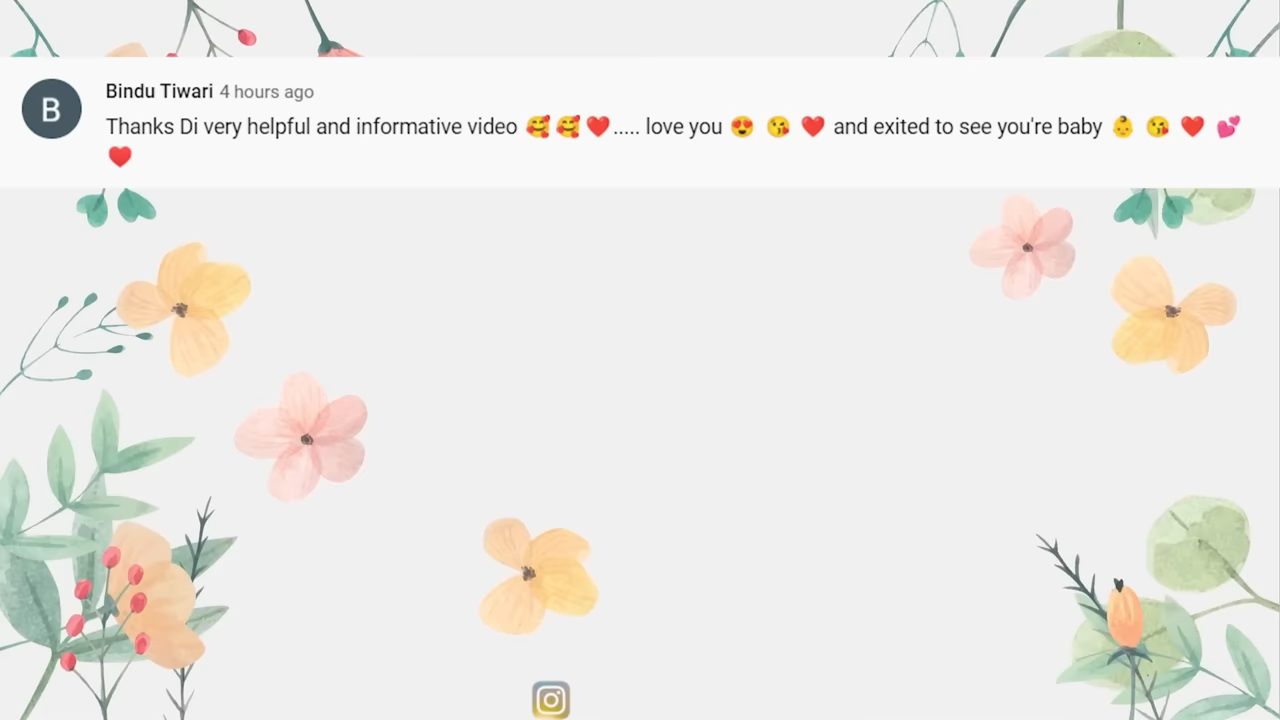 B
Bindu Tiwari 4 hours ago
Thanks Di very helpful and informative video 🥰🥰❤️..... love you 😍 😘 ❤️ and exited to see you're baby 👶 😘 ❤️ 💕
❤️